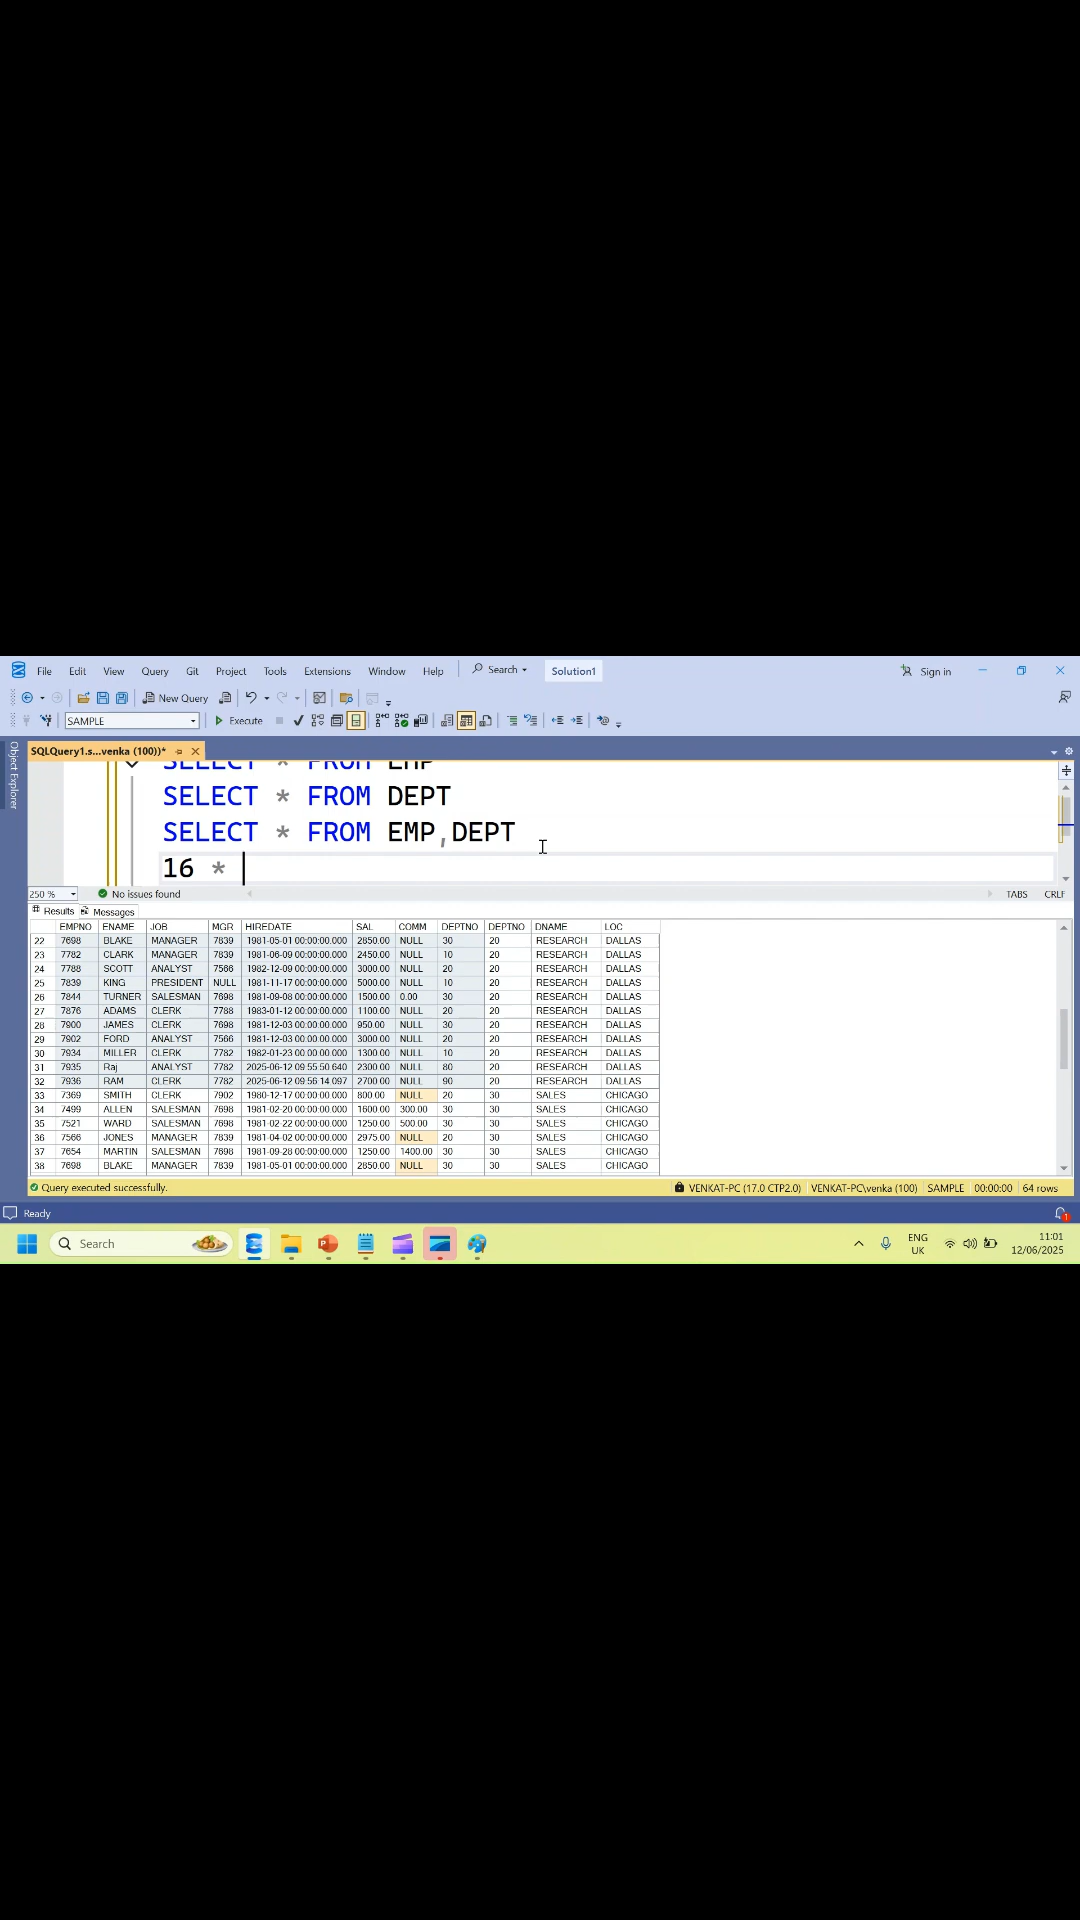 File Edit View Query Git Project Tools Extensions Window Help Search Solution1 Sign in
New Query
SAMPLE Execute
SQLQuery1.s...venka (100))*
Object Explorer
SELECT * FROM EMP
SELECT * FROM DEPT
SELECT * FROM EMP,DEPT
16 *
250 % No issues found TABS CRLF
Results Messages
EMPNO ENAME JOB MGR HIREDATE SAL COMM DEPTNO DEPTNO DNAME LOC
22 7698 BLAKE MANAGER 7839 1981-05-01 00:00:00.000 2850.00 NULL 30 20 RESEARCH DALLAS
23 7782 CLARK MANAGER 7839 1981-06-09 00:00:00.000 2450.00 NULL 10 20 RESEARCH DALLAS
24 7788 SCOTT ANALYST 7566 1982-12-09 00:00:00.000 3000.00 NULL 20 20 RESEARCH DALLAS
25 7839 KING PRESIDENT NULL 1981-11-17 00:00:00.000 5000.00 NULL 10 20 RESEARCH DALLAS
26 7844 TURNER SALESMAN 7698 1981-09-08 00:00:00.000 1500.00 0.00 30 20 RESEARCH DALLAS
27 7876 ADAMS CLERK 7788 1983-01-12 00:00:00.000 1100.00 NULL 20 20 RESEARCH DALLAS
28 7900 JAMES CLERK 7698 1981-12-03 00:00:00.000 950.00 NULL 30 20 RESEARCH DALLAS
29 7902 FORD ANALYST 7566 1981-12-03 00:00:00.000 3000.00 NULL 20 20 RESEARCH DALLAS
30 7934 MILLER CLERK 7782 1982-01-23 00:00:00.000 1300.00 NULL 10 20 RESEARCH DALLAS
31 7935 Raj ANALYST 7782 2025-06-12 09:55:50.640 2300.00 NULL 80 20 RESEARCH DALLAS
32 7936 RAM CLERK 7782 2025-06-12 09:56:14.097 2700.00 NULL 90 20 RESEARCH DALLAS
33 7369 SMITH CLERK 7902 1980-12-17 00:00:00.000 800.00 NULL 20 30 SALES CHICAGO
34 7499 ALLEN SALESMAN 7698 1981-02-20 00:00:00.000 1600.00 300.00 30 30 SALES CHICAGO
35 7521 WARD SALESMAN 7698 1981-02-22 00:00:00.000 1250.00 500.00 30 30 SALES CHICAGO
36 7566 JONES MANAGER 7839 1981-04-02 00:00:00.000 2975.00 NULL 20 30 SALES CHICAGO
37 7654 MARTIN SALESMAN 7698 1981-09-28 00:00:00.000 1250.00 1400.00 30 30 SALES CHICAGO
38 7698 BLAKE MANAGER 7839 1981-05-01 00:00:00.000 2850.00 NULL 30 30 SALES CHICAGO
Query executed successfully. VENKAT-PC (17.0 CTP2.0) VENKAT-PC\venka (100) SAMPLE 00:00:00 64 rows
Ready 1
Search ENG UK 11:01 12/06/2025